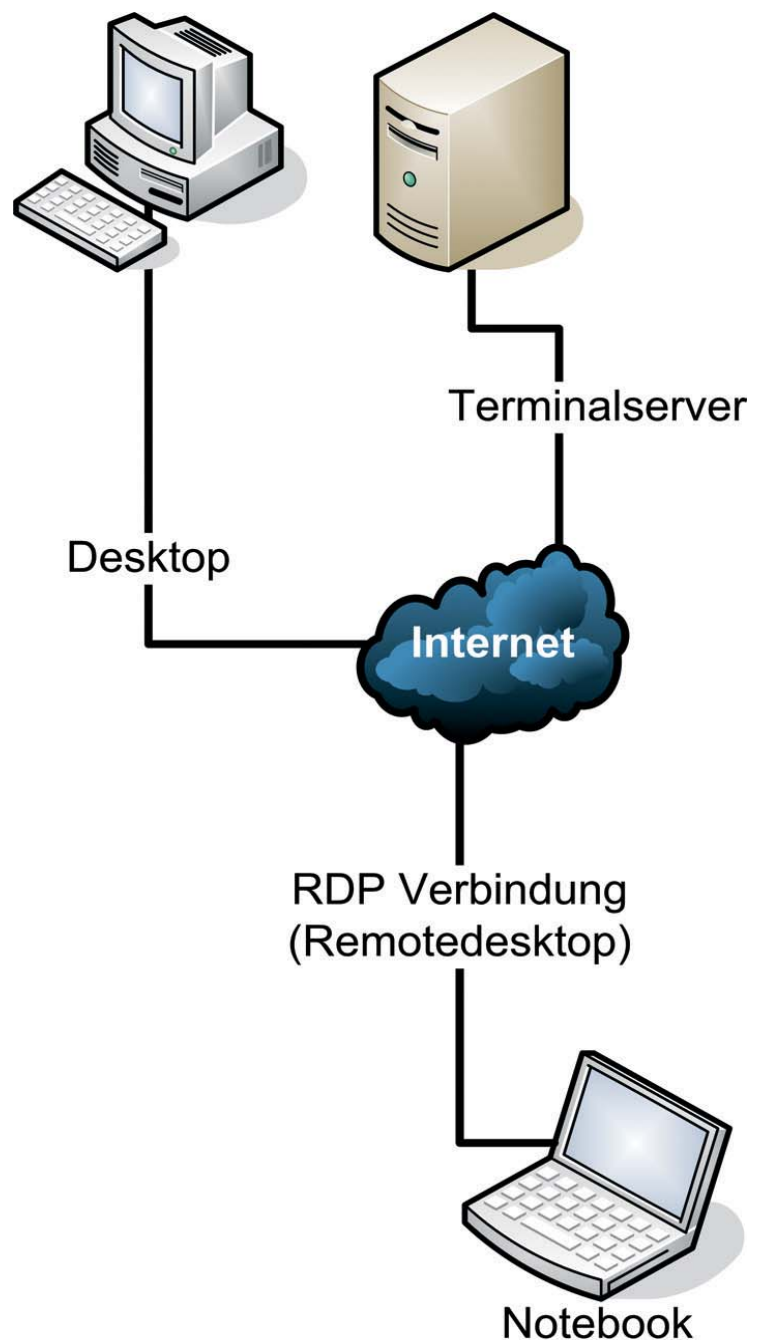 Terminalserver
Desktop
Internet
RDP Verbindung
(Remotedesktop)
Notebook